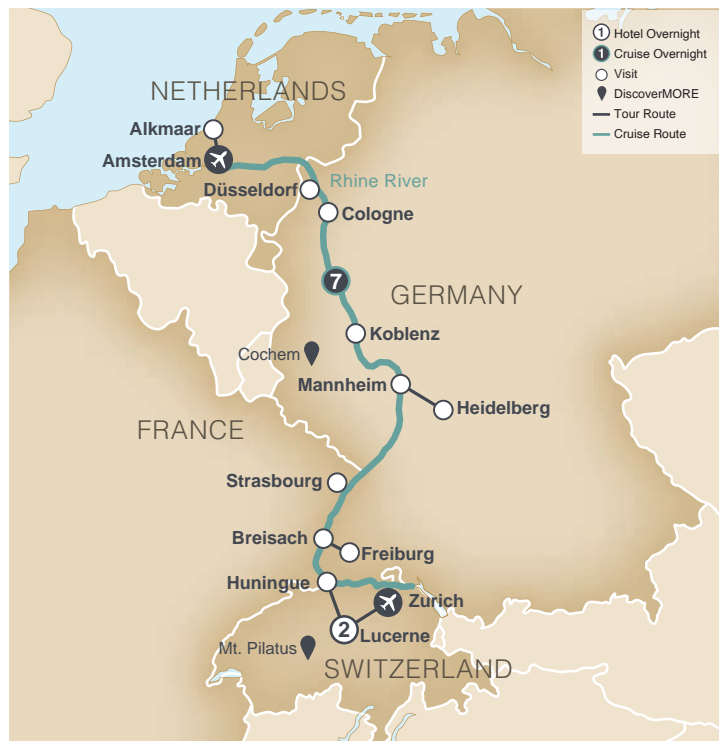 1 Hotel Overnight
1 Cruise Overnight
Visit
DiscoverMORE
Tour Route
Cruise Route
NETHERLANDS
Alkmaar
Amsterdam
Düsseldorf
Rhine River
Cologne
7
GERMANY
Koblenz
Cochem
Mannheim
Heidelberg
FRANCE
Strasbourg
Breisach
Freiburg
Huningue
Zurich
2
Lucerne
Mt. Pilatus
SWITZERLAND